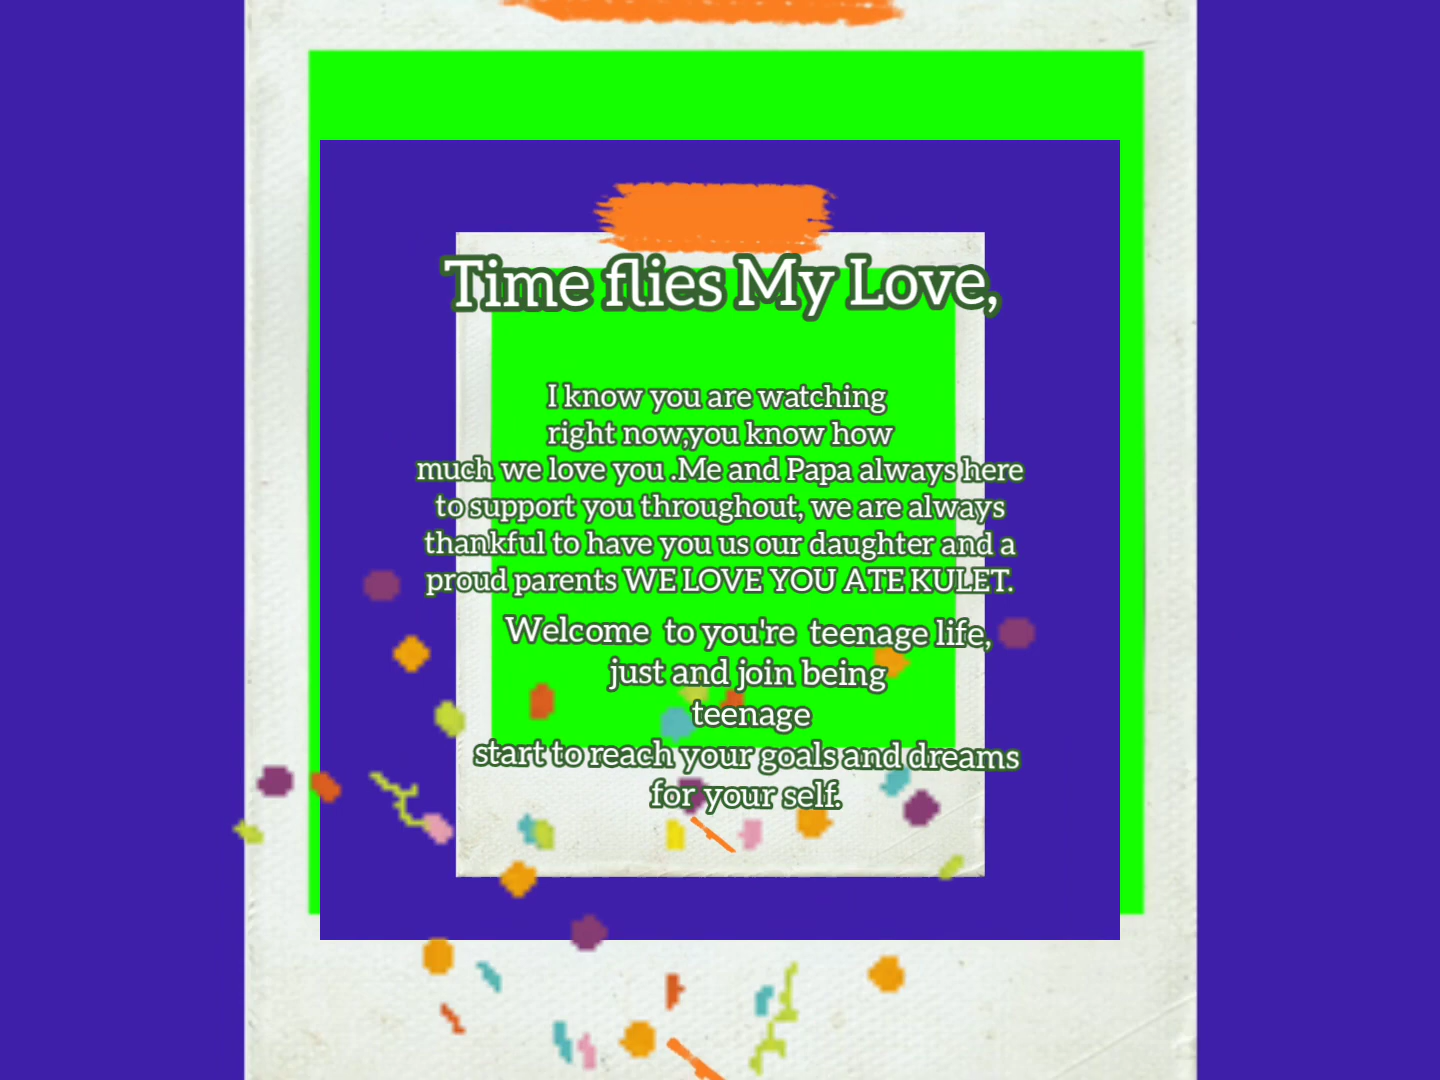 Time flies My Love,
I know you are watching
right now,you know how
much we love you .Me and Papa always here
to support you throughout, we are always
thankful to have you us our daughter and a
proud parents WE LOVE YOU ATE KULET.
Welcome to you're teenage life,
just and join being
teenage
start to reach your goals and dreams
for your self.